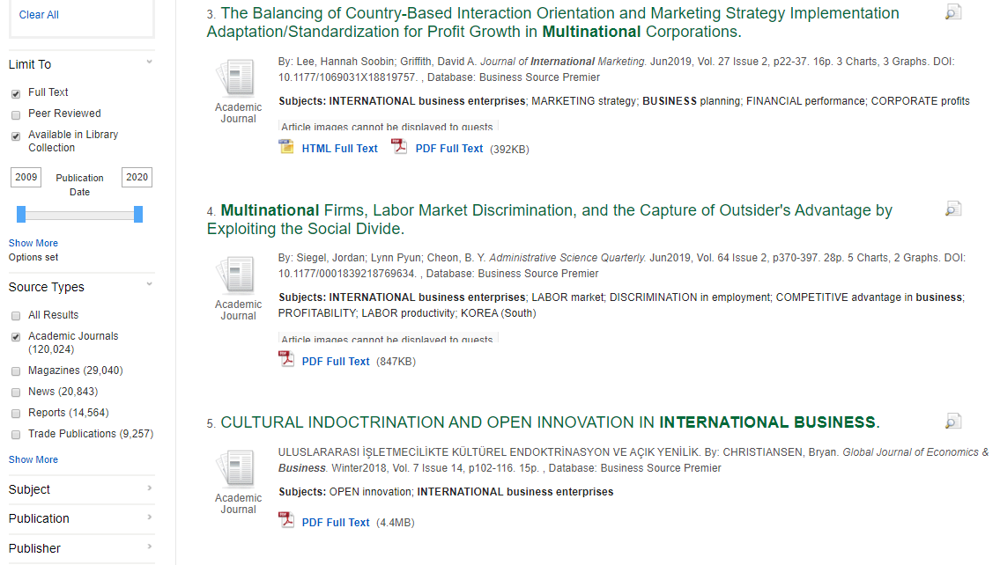 Clear All
Limit To
Full Text
Peer Reviewed
Available in Library
Collection
2009
Publication
Date
2020
Show More
Options set
Source Types
All Results
Academic Journals
(120,024)
Magazines (29,040)
News (20,843)
Reports (14,564)
Trade Publications (9,257)
Show More
Subject
Publication
Publisher
3. The Balancing of Country-Based Interaction Orientation and Marketing Strategy Implementation
Adaptation/Standardization for Profit Growth in Multinational Corporations.
Academic
Journal
By: Lee, Hannah Soobin; Griffith, David A. Journal of International Marketing. Jun2019, Vol. 27 Issue 2, p22-37. 16p. 3 Charts, 3 Graphs. DOI:
10.1177/1069031X18819757. , Database: Business Source Premier
Subjects: INTERNATIONAL business enterprises; MARKETING strategy; BUSINESS planning; FINANCIAL performance; CORPORATE profits
Article images cannot be displayed to guests
HTML Full Text PDF Full Text (392KB)
4. Multinational Firms, Labor Market Discrimination, and the Capture of Outsider's Advantage by
Exploiting the Social Divide.
Academic
Journal
By: Siegel, Jordan; Lynn Pyun; Cheon, B. Y. Administrative Science Quarterly. Jun2019, Vol. 64 Issue 2, p370-397. 28p. 5 Charts, 2 Graphs. DOI:
10.1177/0001839218769634. , Database: Business Source Premier
Subjects: INTERNATIONAL business enterprises; LABOR market; DISCRIMINATION in employment; COMPETITIVE advantage in business;
PROFITABILITY; LABOR productivity; KOREA (South)
Article images cannot be displayed to guests
PDF Full Text (847KB)
5. CULTURAL INDOCTRINATION AND OPEN INNOVATION IN INTERNATIONAL BUSINESS.
Academic
Journal
ULUSLARARASI İŞLETMECİLİKTE KÜLTÜREL ENDOKTRİNASYON VE AÇIK YENİLİK. By: CHRISTIANSEN, Bryan. Global Journal of Economics &
Business. Winter2018, Vol. 7 Issue 14, p102-116. 15p. , Database: Business Source Premier
Subjects: OPEN innovation; INTERNATIONAL business enterprises
PDF Full Text (4.4MB)